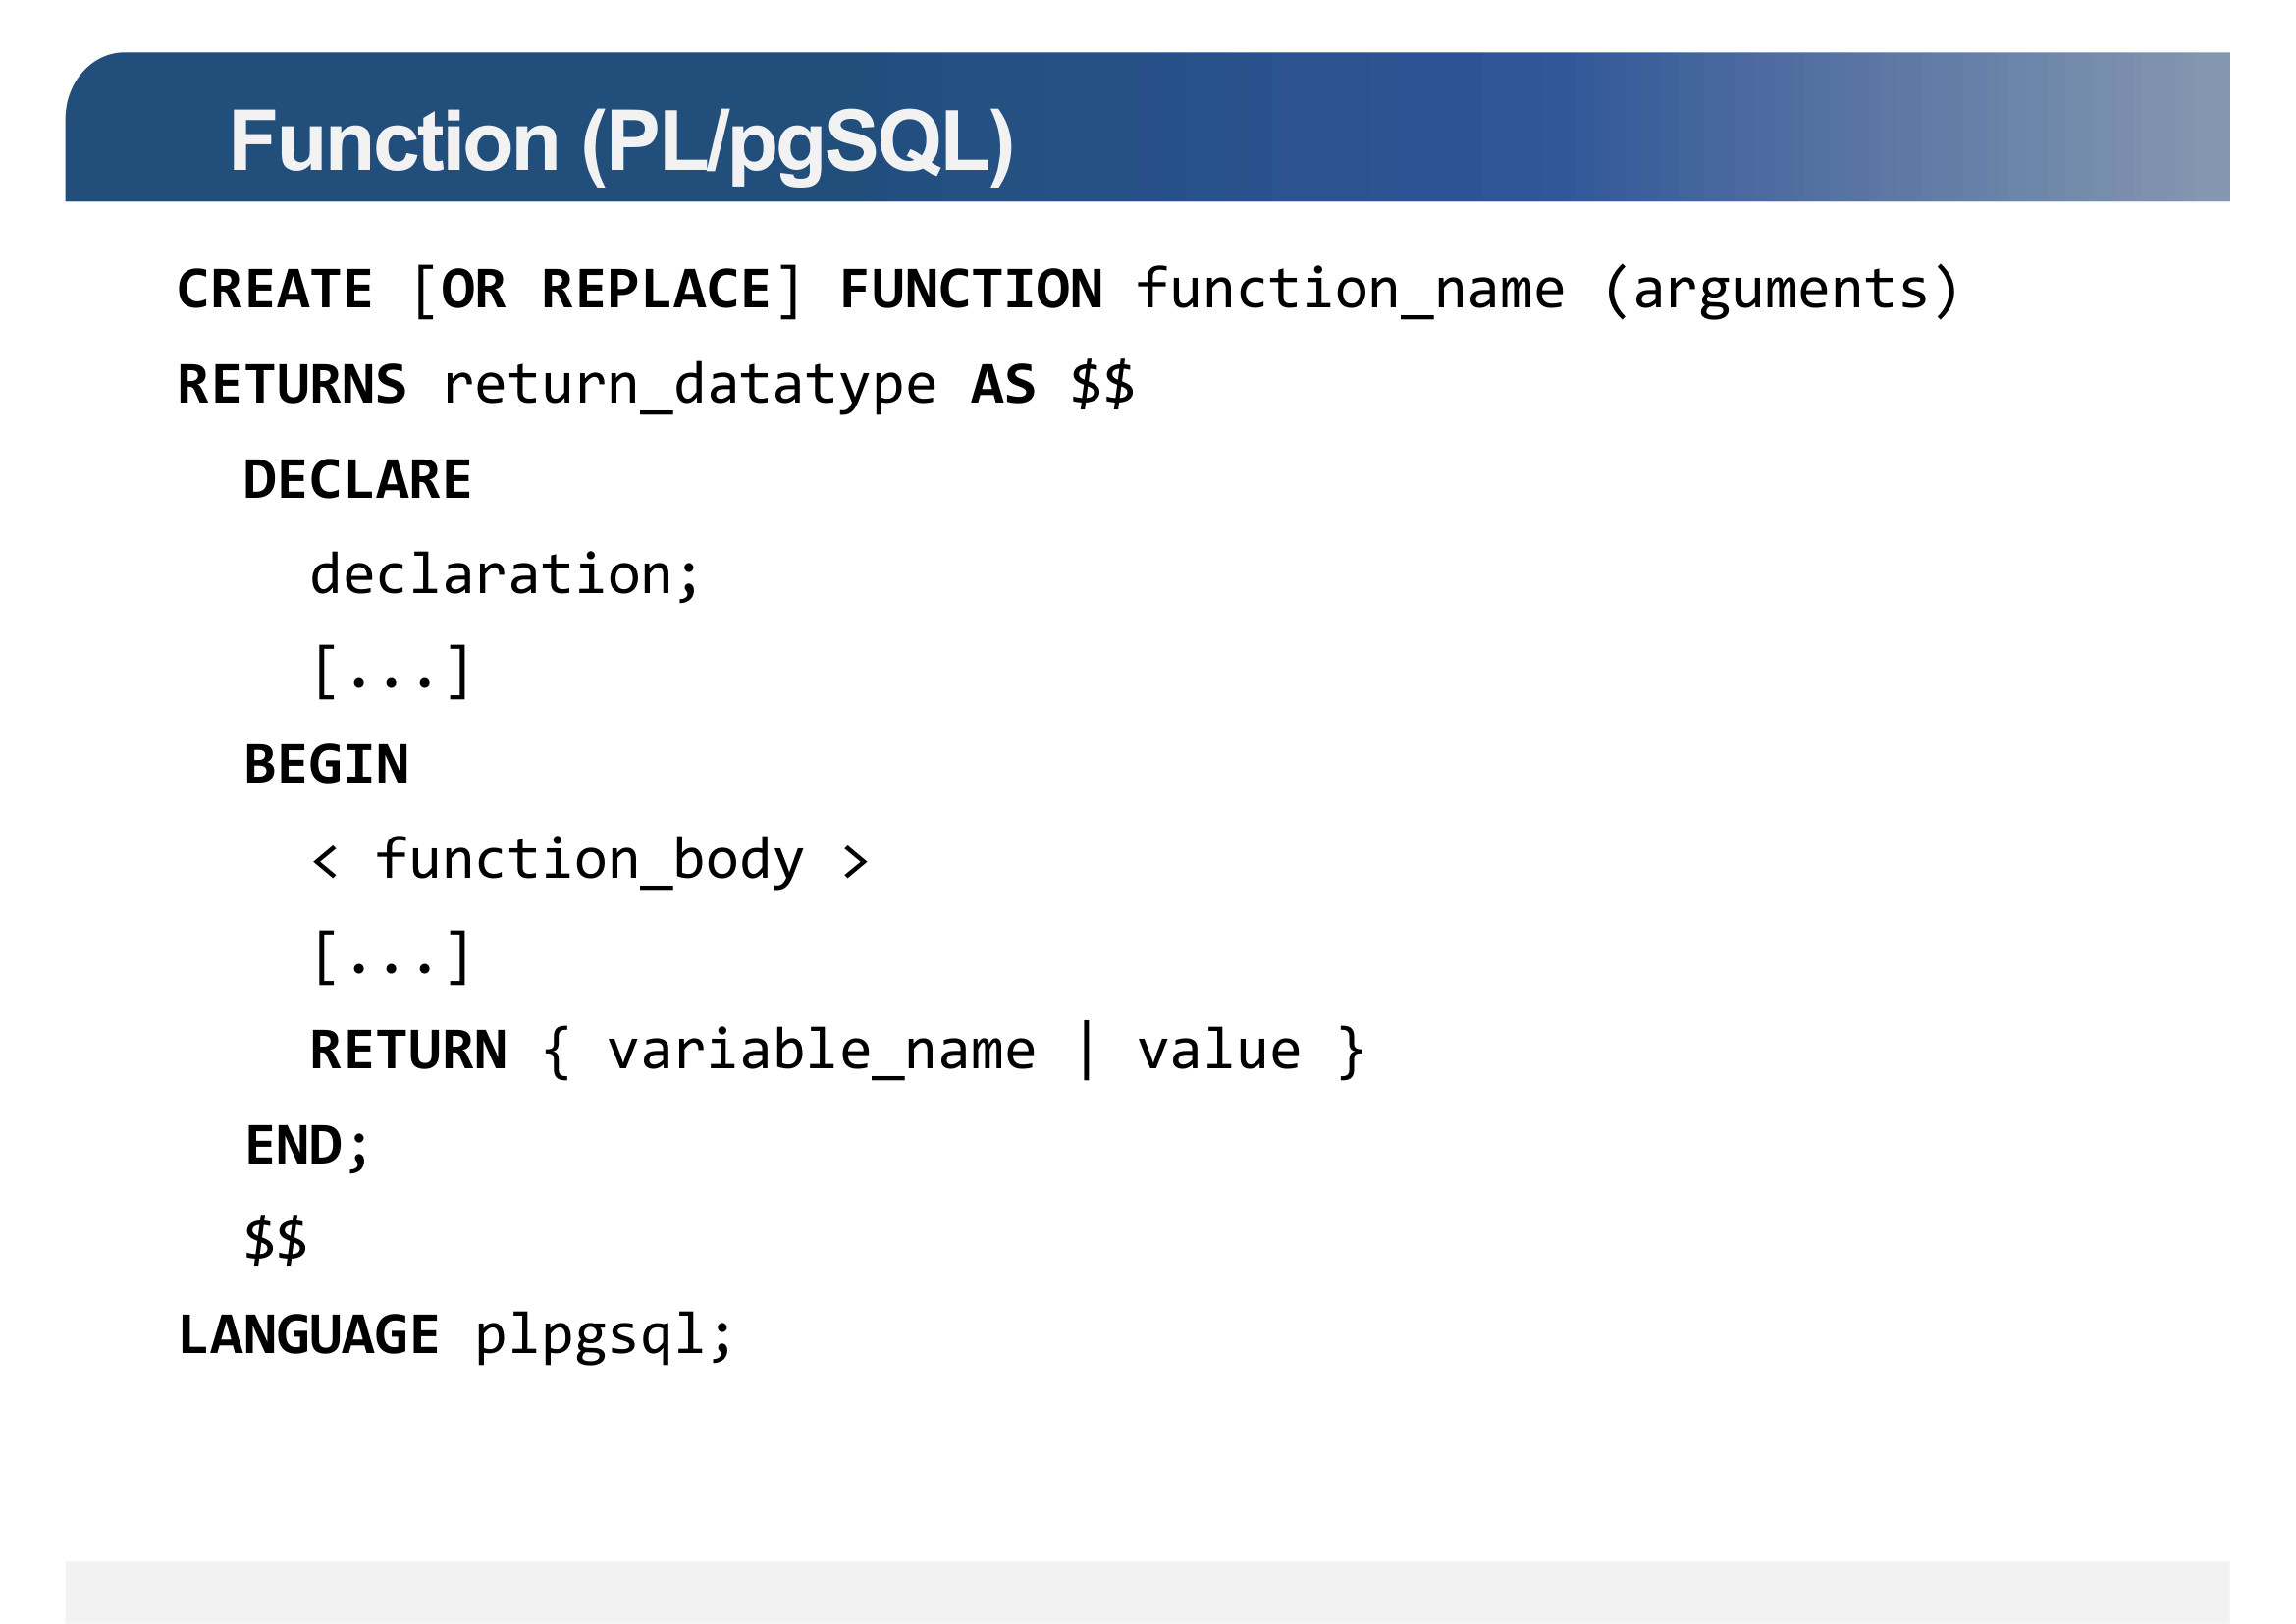 Function (PL/pgSQL)
CREATE [OR REPLACE] FUNCTION function_name (arguments)
RETURNS return_datatype AS $$
DECLARE
declaration;
[...]
BEGIN
< function_body >
[...]
RETURN { variable_name | value }
END;
$$
LANGUAGE plpgsql;